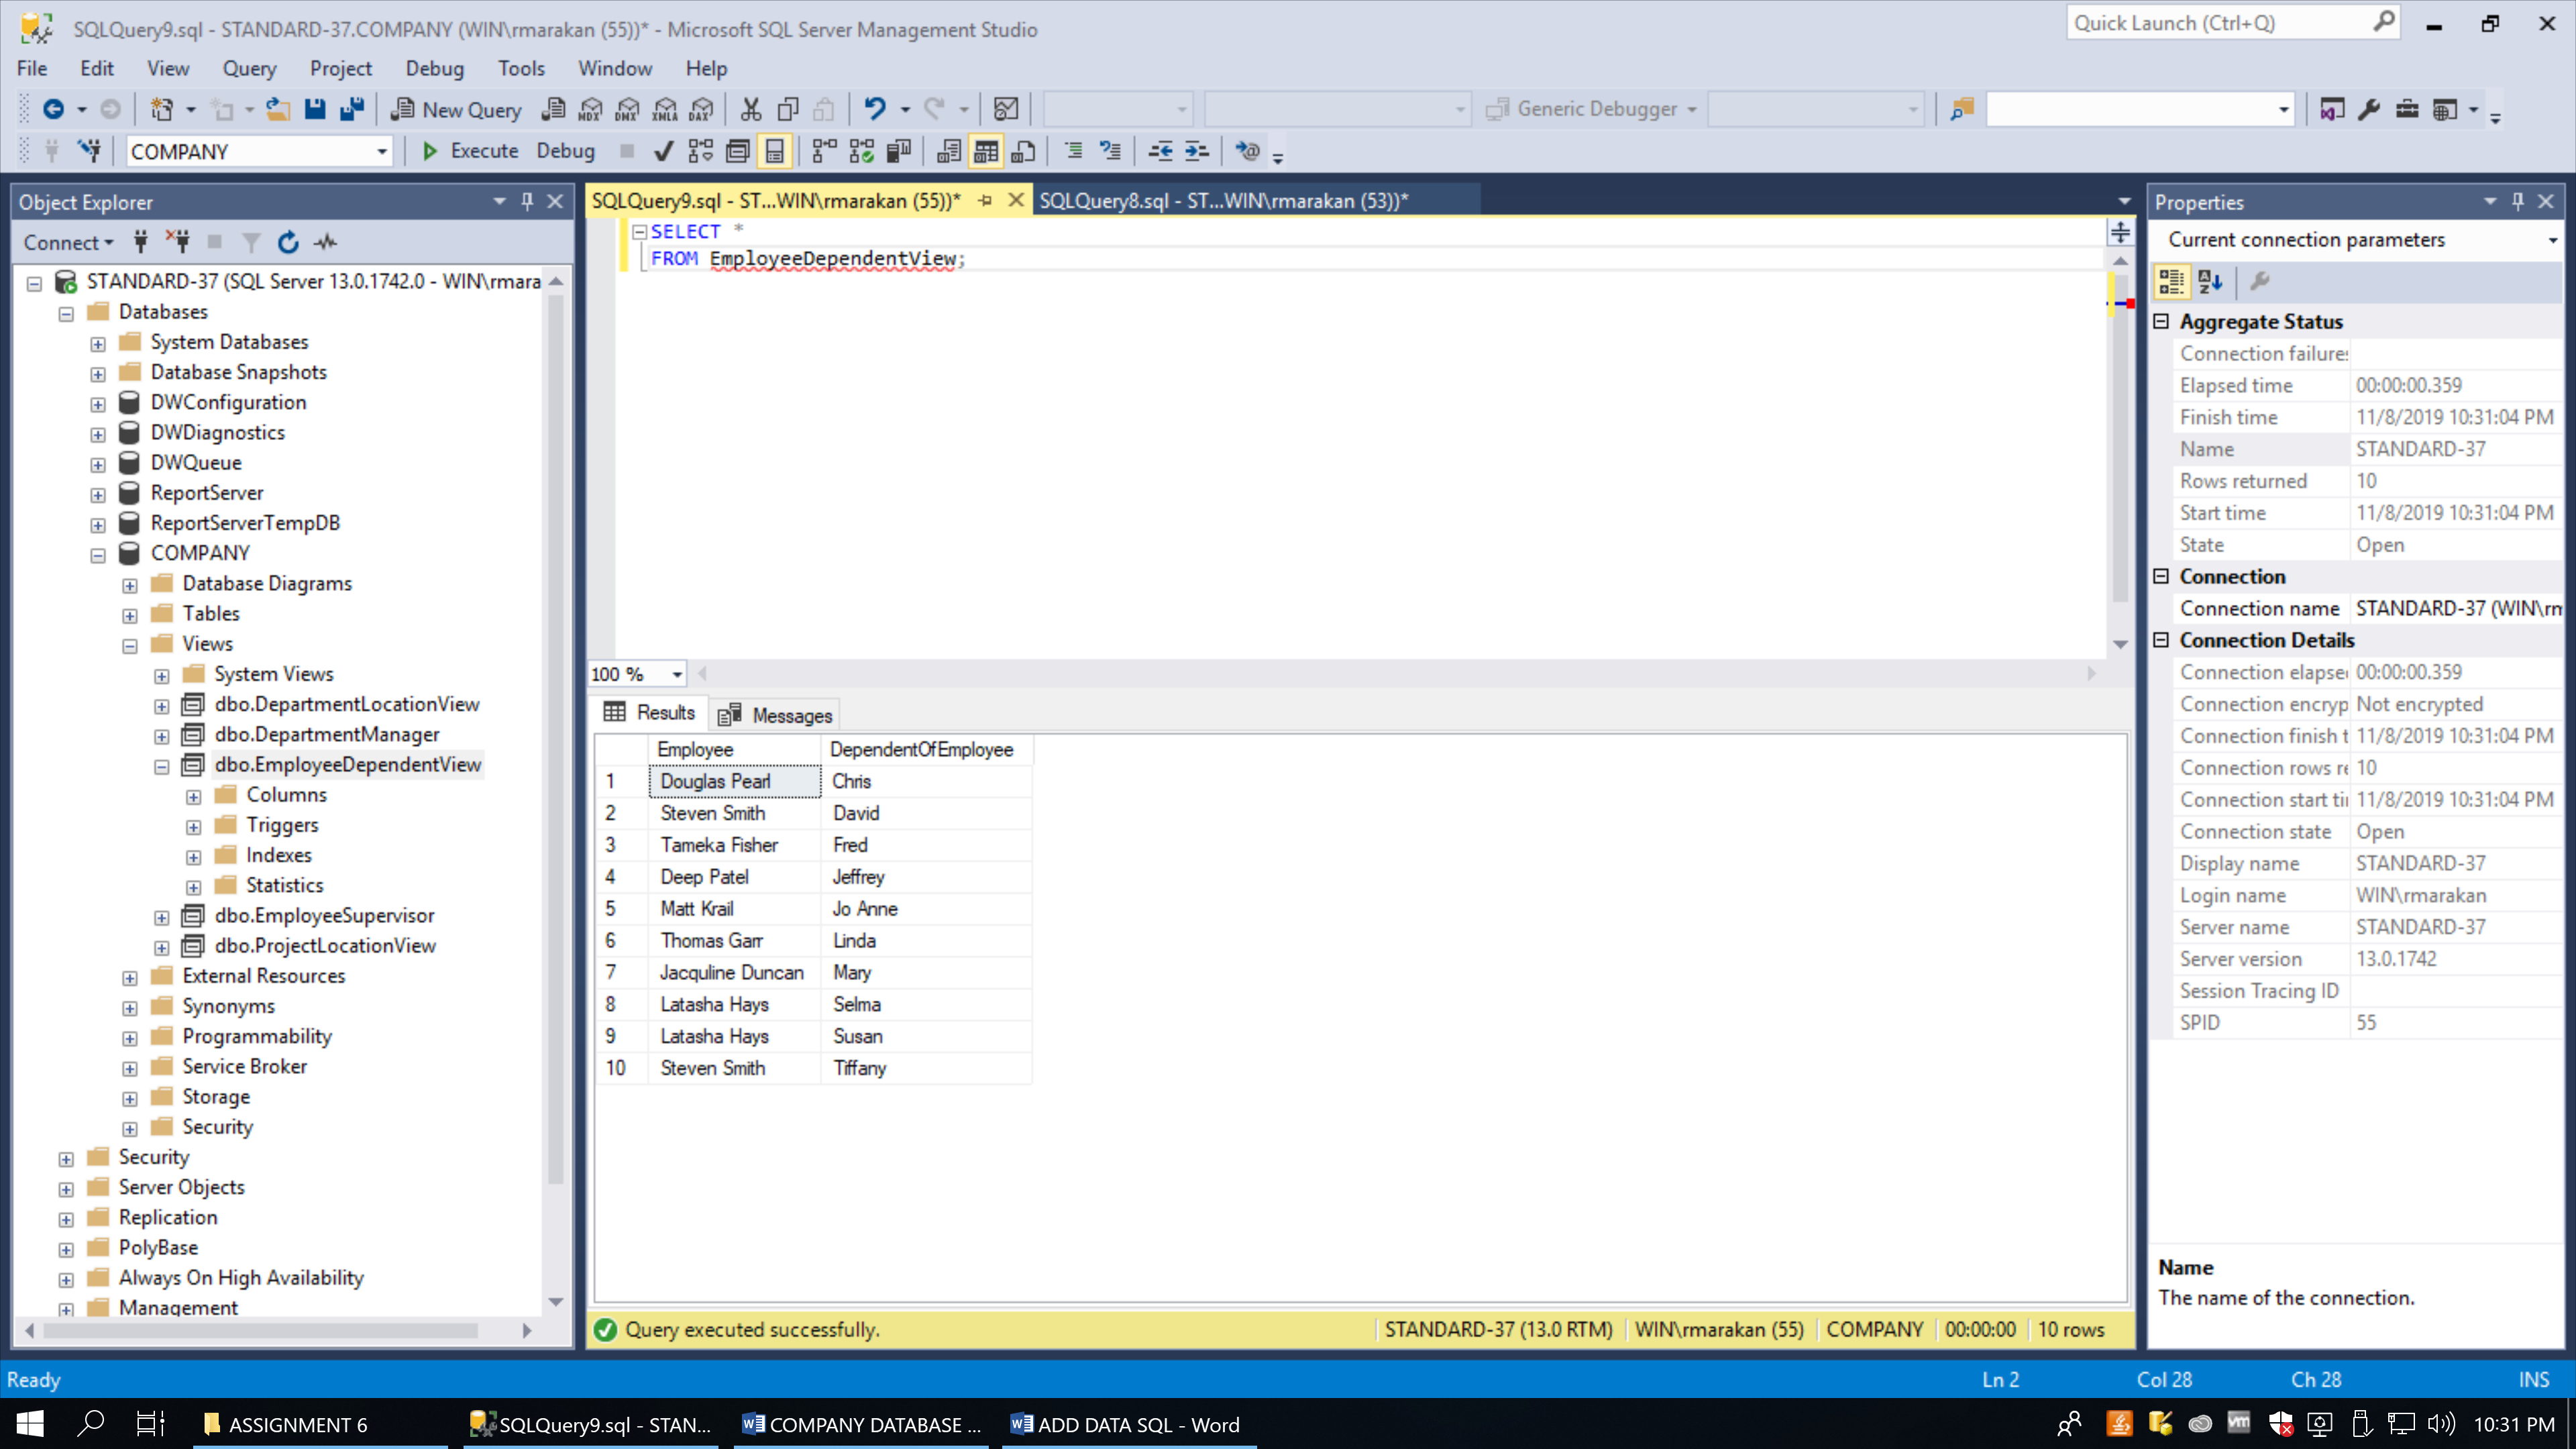 SQLQuery9.sql - STANDARD-37.COMPANY (WIN\rmarakan (55))* - Microsoft SQL Server Management Studio
Quick Launch (Ctrl+Q)
File Edit View Query Project Debug Tools Window Help
New Query MDX DMX XMLA DAX Generic Debugger
COMPANY Execute Debug
Object Explorer
Connect
STANDARD-37 (SQL Server 13.0.1742.0 - WIN\rmara
Databases
System Databases
Database Snapshots
DWConfiguration
DWDiagnostics
DWQueue
ReportServer
ReportServerTempDB
COMPANY
Database Diagrams
Tables
Views
System Views
dbo.DepartmentLocationView
dbo.DepartmentManager
dbo.EmployeeDependentView
Columns
Triggers
Indexes
Statistics
dbo.EmployeeSupervisor
dbo.ProjectLocationView
External Resources
Synonyms
Programmability
Service Broker
Storage
Security
Security
Server Objects
Replication
PolyBase
Always On High Availability
Management
SQLQuery9.sql - ST...WIN\rmarakan (55))* SQLQuery8.sql - ST...WIN\rmarakan (53))*
SELECT *
FROM EmployeeDependentView;
100 %
Results Messages
Employee DependentOfEmployee
1 Douglas Pearl Chris
2 Steven Smith David
3 Tameka Fisher Fred
4 Deep Patel Jeffrey
5 Matt Krail Jo Anne
6 Thomas Garr Linda
7 Jacquline Duncan Mary
8 Latasha Hays Selma
9 Latasha Hays Susan
10 Steven Smith Tiffany
Query executed successfully. STANDARD-37 (13.0 RTM) WIN\rmarakan (55) COMPANY 00:00:00 10 rows
Properties
Current connection parameters
Aggregate Status
Connection failures
Elapsed time 00:00:00.359
Finish time 11/8/2019 10:31:04 PM
Name STANDARD-37
Rows returned 10
Start time 11/8/2019 10:31:04 PM
State Open
Connection
Connection name STANDARD-37 (WIN\rm
Connection Details
Connection elapse 00:00:00.359
Connection encryp Not encrypted
Connection finish t 11/8/2019 10:31:04 PM
Connection rows re 10
Connection start ti 11/8/2019 10:31:04 PM
Connection state Open
Display name STANDARD-37
Login name WIN\rmarakan
Server name STANDARD-37
Server version 13.0.1742
Session Tracing ID
SPID 55
Name
The name of the connection.
Ready Ln 2 Col 28 Ch 28 INS
ASSIGNMENT 6 SQLQuery9.sql - STAN... COMPANY DATABASE ... ADD DATA SQL - Word vm 10:31 PM